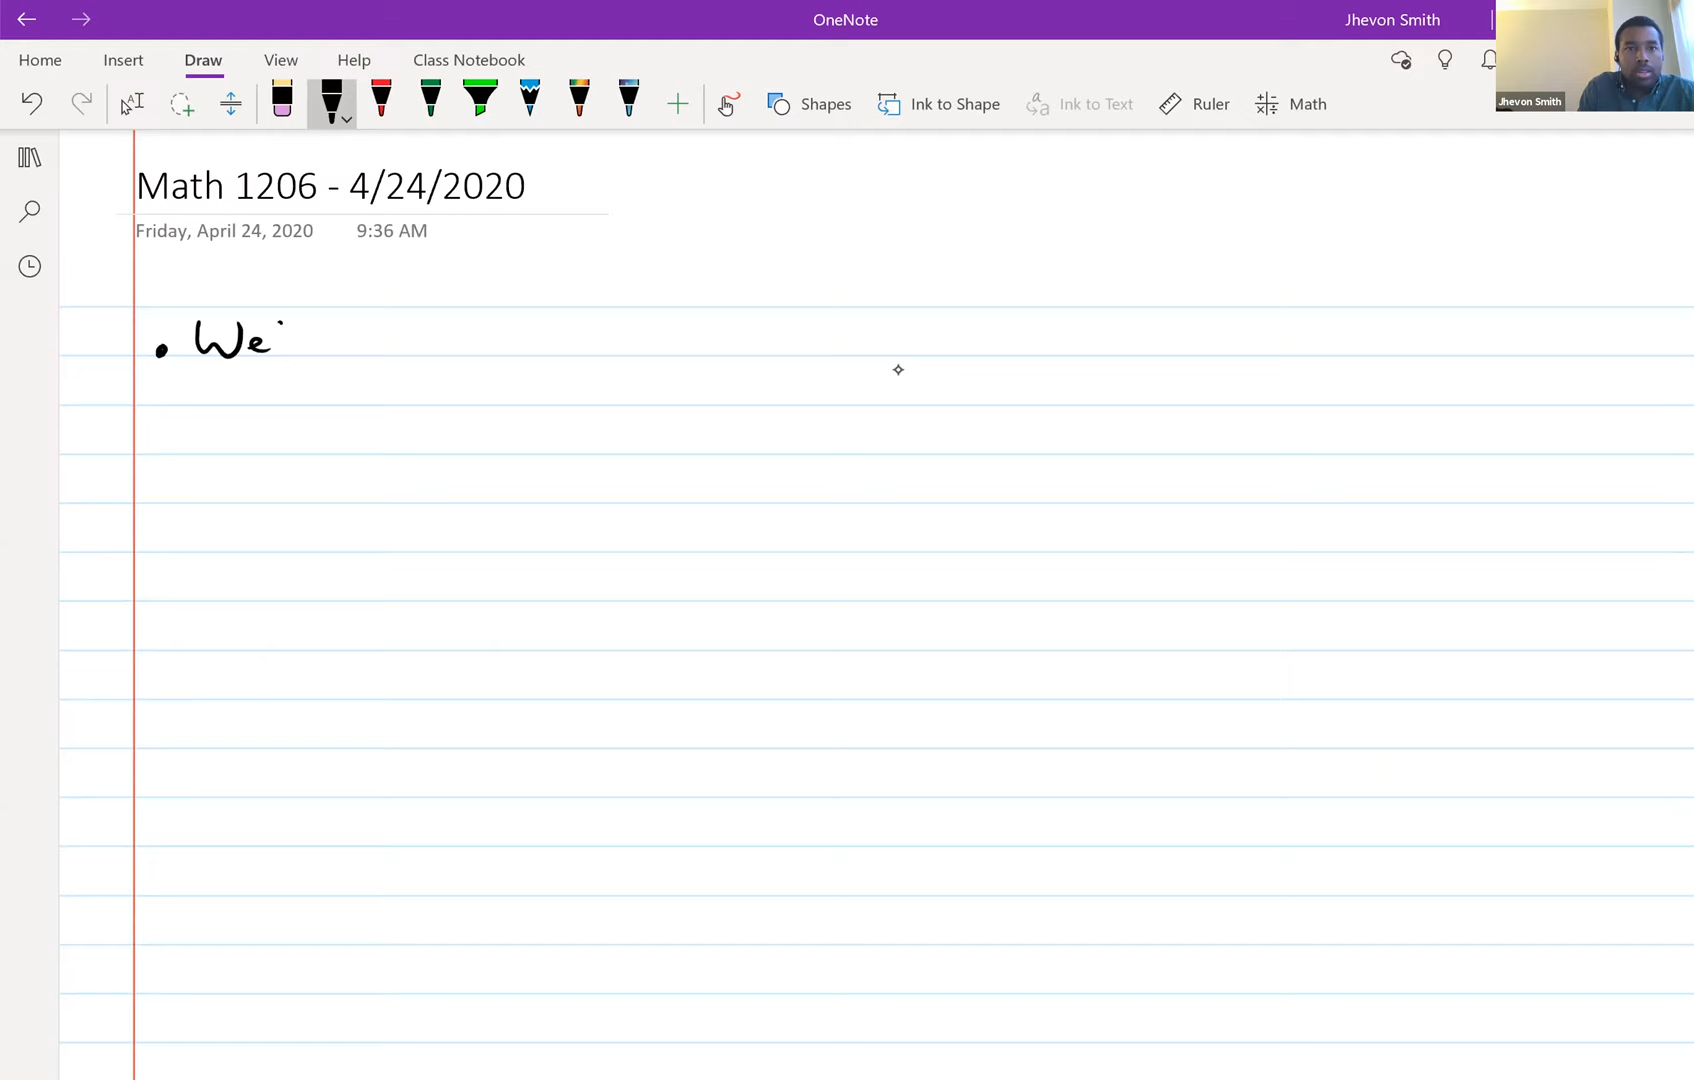 OneNote
Jhevon Smith
Home Insert Draw View Help Class Notebook
Shapes Ink to Shape Ink to Text Ruler Math
Jhevon Smith
Math 1206 - 4/24/2020
Friday, April 24, 2020 9:36 AM
• We'